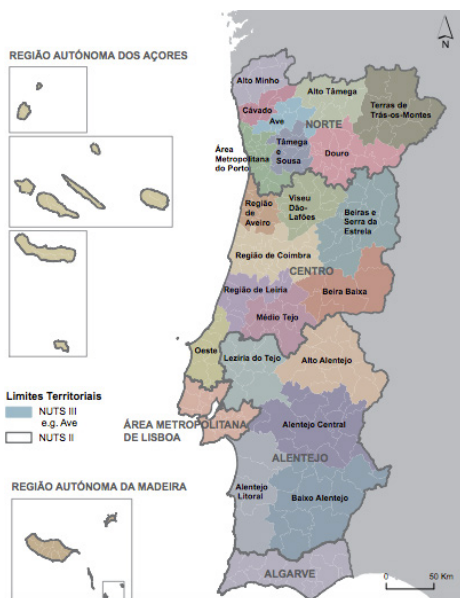 N
REGIÃO AUTÓNOMA DOS AÇORES
Alto Minho
Alto Tâmega
Terras de
Trás-os-Montes
Cávado
Ave
NORTE
Tâmega
e
Sousa
Área
Metropolitana
do Porto
Douro
Viseu
Dão-
Lafões
Região
de
Aveiro
Beiras e
Serra da
Estrela
Região de Coimbra
CENTRO
Região de Leiria
Beira Baixa
Médio Tejo
Oeste
Lezíria do Tejo
Alto Alentejo
Limites Territoriais
NUTS III
e.g. Ave
NUTS II
ÁREA METROPOLITANA
DE LISBOA
Alentejo Central
ALENTEJO
REGIÃO AUTÓNOMA DA MADEIRA
Alentejo
Litoral
Baixo Alentejo
ALGARVE
0 50 Km